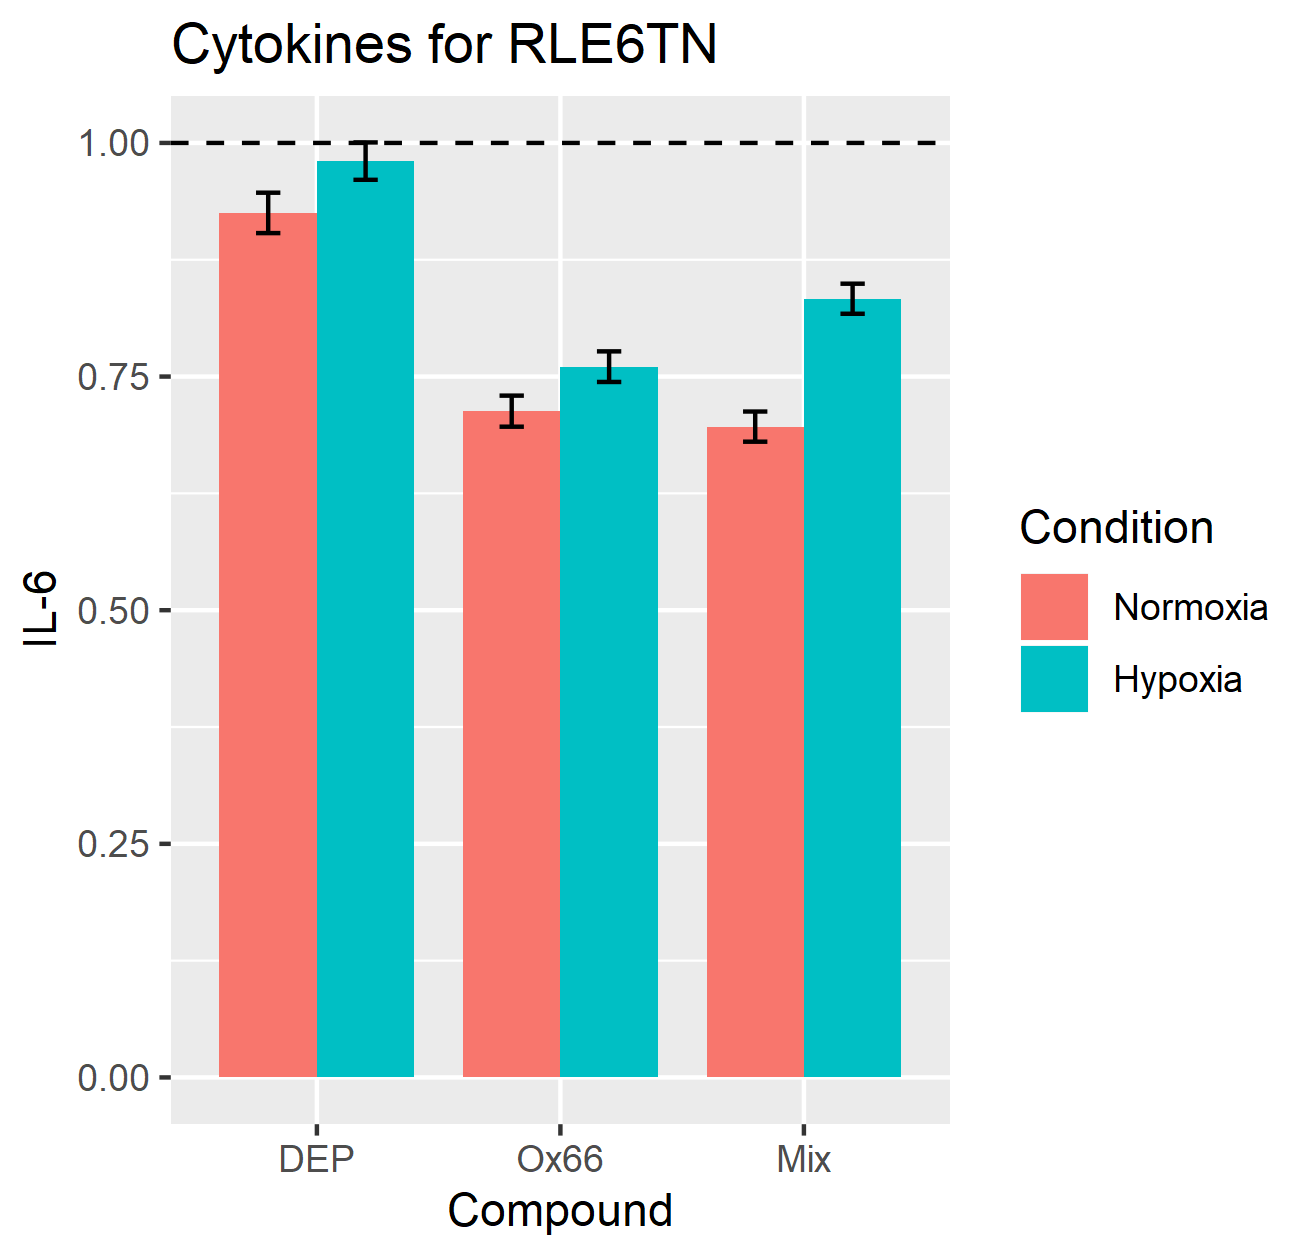 Cytokines for RLE6TN
1.00
0.75
0.50
0.25
0.00
IL-6
DEP Ox66 Mix
Compound
Condition
Normoxia
Hypoxia